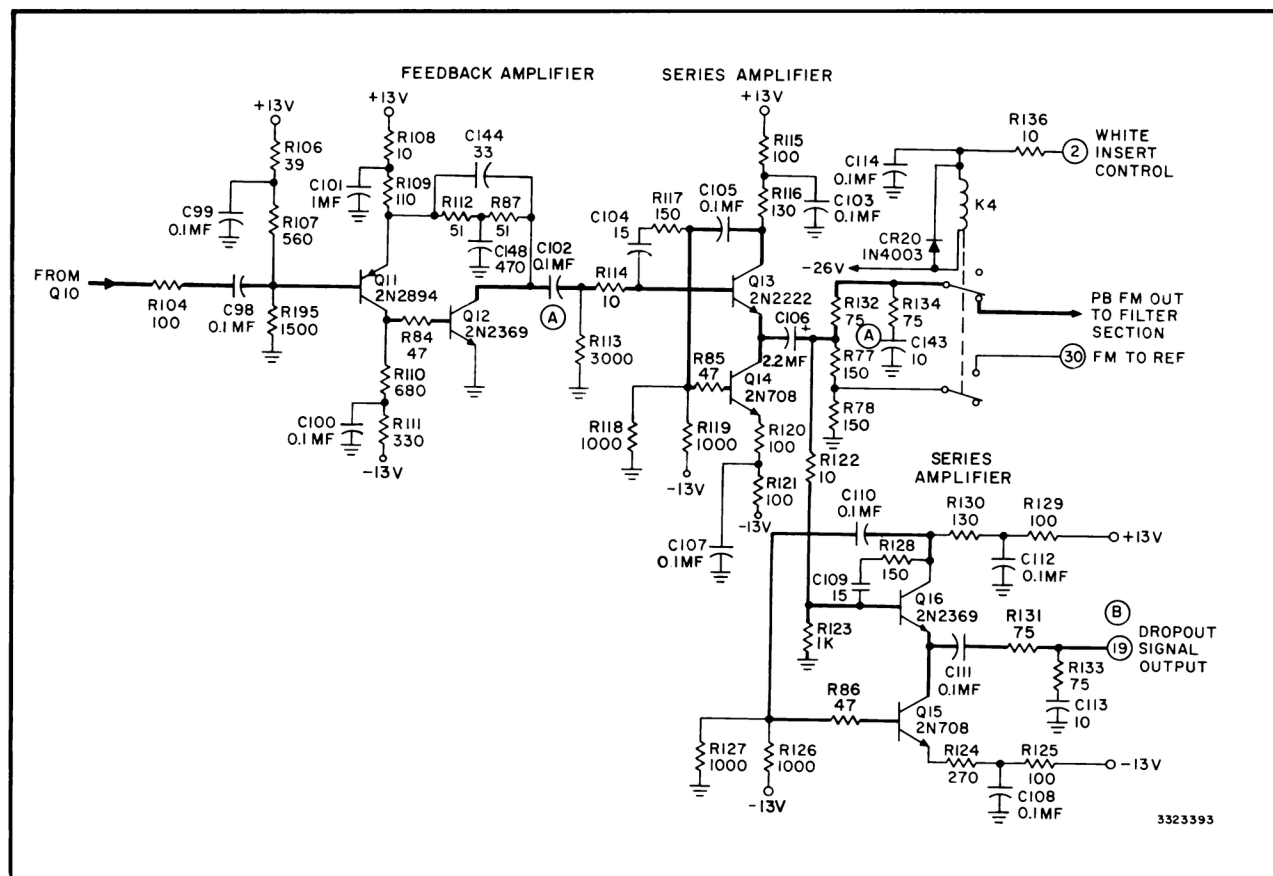 FEEDBACK AMPLIFIER
SERIES AMPLIFIER
+13V
+13V
+13V
R106
39
R108
10
C144
33
R115
100
R136
10
2
WHITE
INSERT
CONTROL
C114
0.1MF
C99
0.1MF
R107
560
C101
1MF
R109
110
R112
51
R87
51
C148
470
C104
15
R117
150
C105
0.1MF
R116
130
C103
0.1MF
K4
CR20
1N4003
-26V
FROM
Q10
R104
100
C98
0.1MF
R195
1500
Q11
2N2894
C102
0.1MF
A
R114
10
Q13
2N2222
C106
+
2.2MF
R132
75
R134
75
A
C143
10
PB FM OUT
TO FILTER
SECTION
30
FM TO REF
R84
47
Q12
2N2369
R113
3000
R85
47
Q14
2N708
R77
150
R78
150
R110
680
C100
0.1MF
R111
330
-13V
R118
1000
R119
1000
-13V
R120
100
R121
100
-13V
C107
0.1MF
R122
10
SERIES
AMPLIFIER
C110
0.1MF
R130
130
R129
100
+13V
C112
0.1MF
R128
150
C109
15
Q16
2N2369
R123
1K
R131
75
B
19
DROPOUT
SIGNAL
OUTPUT
C111
0.1MF
R133
75
C113
10
R86
47
Q15
2N708
R127
1000
R126
1000
-13V
R124
270
R125
100
-13V
C108
0.1MF
3323393